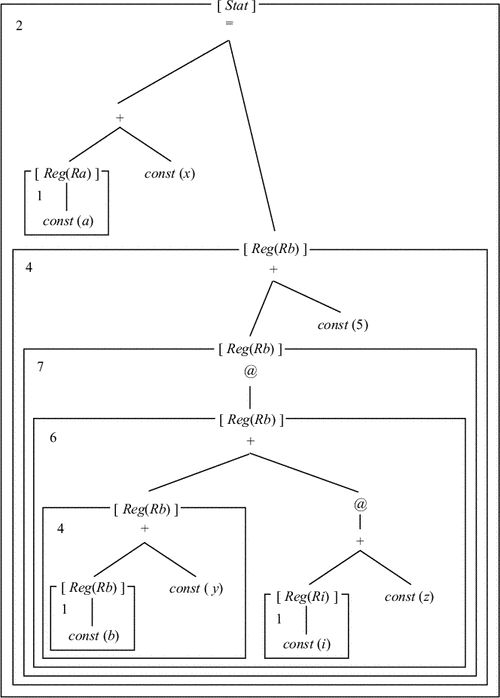 [ Stat ]
2
=
+
[ Reg(Ra) ] const (x)
1
const (a)
[ Reg(Rb) ]
4
+
const (5)
[ Reg(Rb) ]
7
@
[ Reg(Rb) ]
6
+
[ Reg(Rb) ] @
4 +
+
[ Reg(Rb) ] const ( y) [ Reg(Ri) ] const (z)
1 1
const (b) const (i)